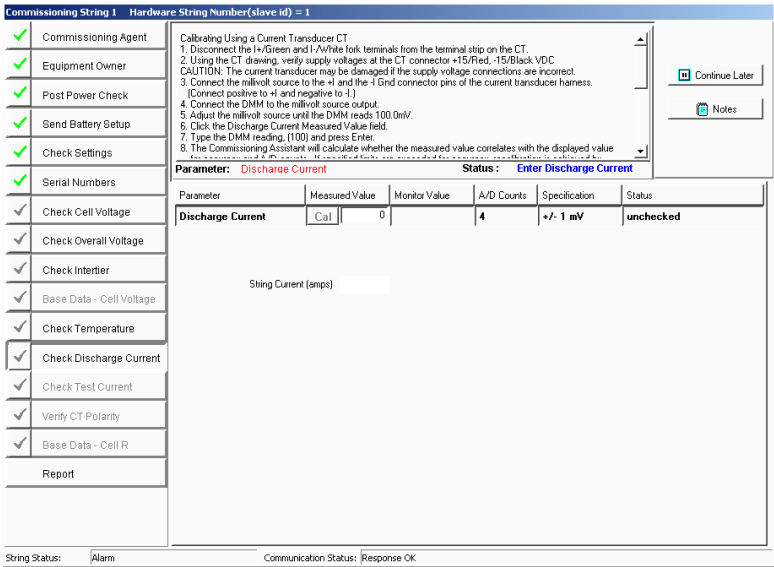 Commissioning String 1 Hardware String Number(slave id) = 1
Commissioning Agent
Equipment Owner
Post Power Check
Send Battery Setup
Check Settings
Serial Numbers
Check Cell Voltage
Check Overall Voltage
Check Intertier
Base Data - Cell Voltage
Check Temperature
Check Discharge Current
Check Test Current
Verify CT Polarity
Base Data - Cell R
Report
Calibrating Using a Current Transducer CT
1. Disconnect the I+/Green and I-/White fork terminals from the terminal strip on the CT.
2. Using the CT drawing, verify supply voltages at the CT connector +15/Red, -15/Black VDC
CAUTION: The current transducer may be damaged if the supply voltage connections are incorrect.
3. Connect the millivolt source to the +I and the -I Gnd connector pins of the current transducer harness.
(Connect positive to +I and negative to -I.)
4. Connect the DMM to the millivolt source output.
5. Adjust the millivolt source until the DMM reads 100.0mV.
6. Click the Discharge Current Measured Value field.
7. Type the DMM reading, (100) and press Enter.
8. The Commissioning Assistant will calculate whether the measured value correlates with the displayed value
Continue Later
Notes
Parameter: Discharge Current Status : Enter Discharge Current
Parameter Measured Value Monitor Value A/D Counts Specification Status
Discharge Current Cal 0 4 +/- 1 mV unchecked
String Current (amps)
String Status: Alarm Communication Status: Response OK